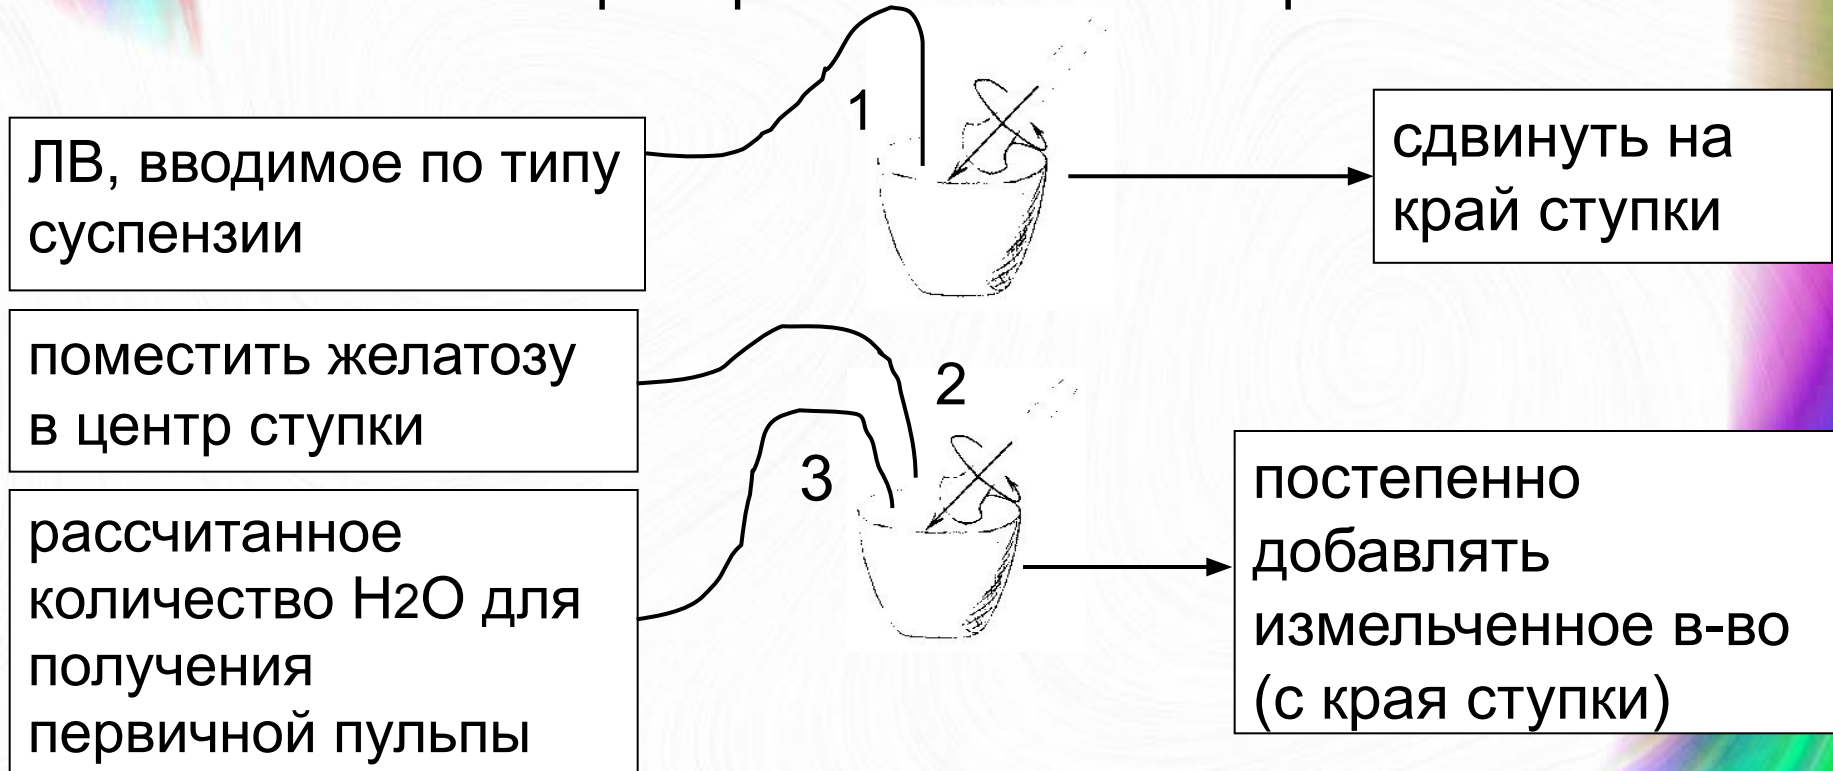 1
ЛВ, вводимое по типу
суспензии
сдвинуть на
край ступки
поместить желатозу
в центр ступки
2
3
рассчитанное
количество H2O для
получения
первичной пульпы
постепенно
добавлять
измельченное в-во
(с края ступки)